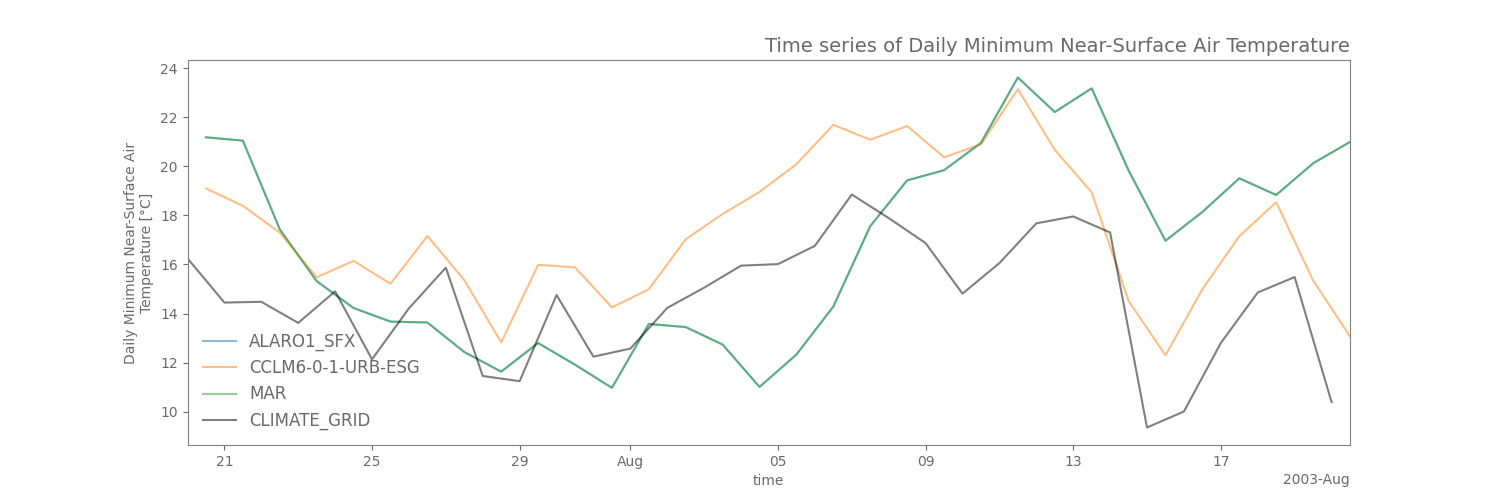 Time series of Daily Minimum Near-Surface Air Temperature
24
22
20
18
16
14
12
10
Daily Minimum Near-Surface Air
Temperature [°C]
ALARO1_SFX
CCLM6-0-1-URB-ESG
MAR
CLIMATE_GRID
21 25 29 Aug 05 09 13 17
time
2003-Aug